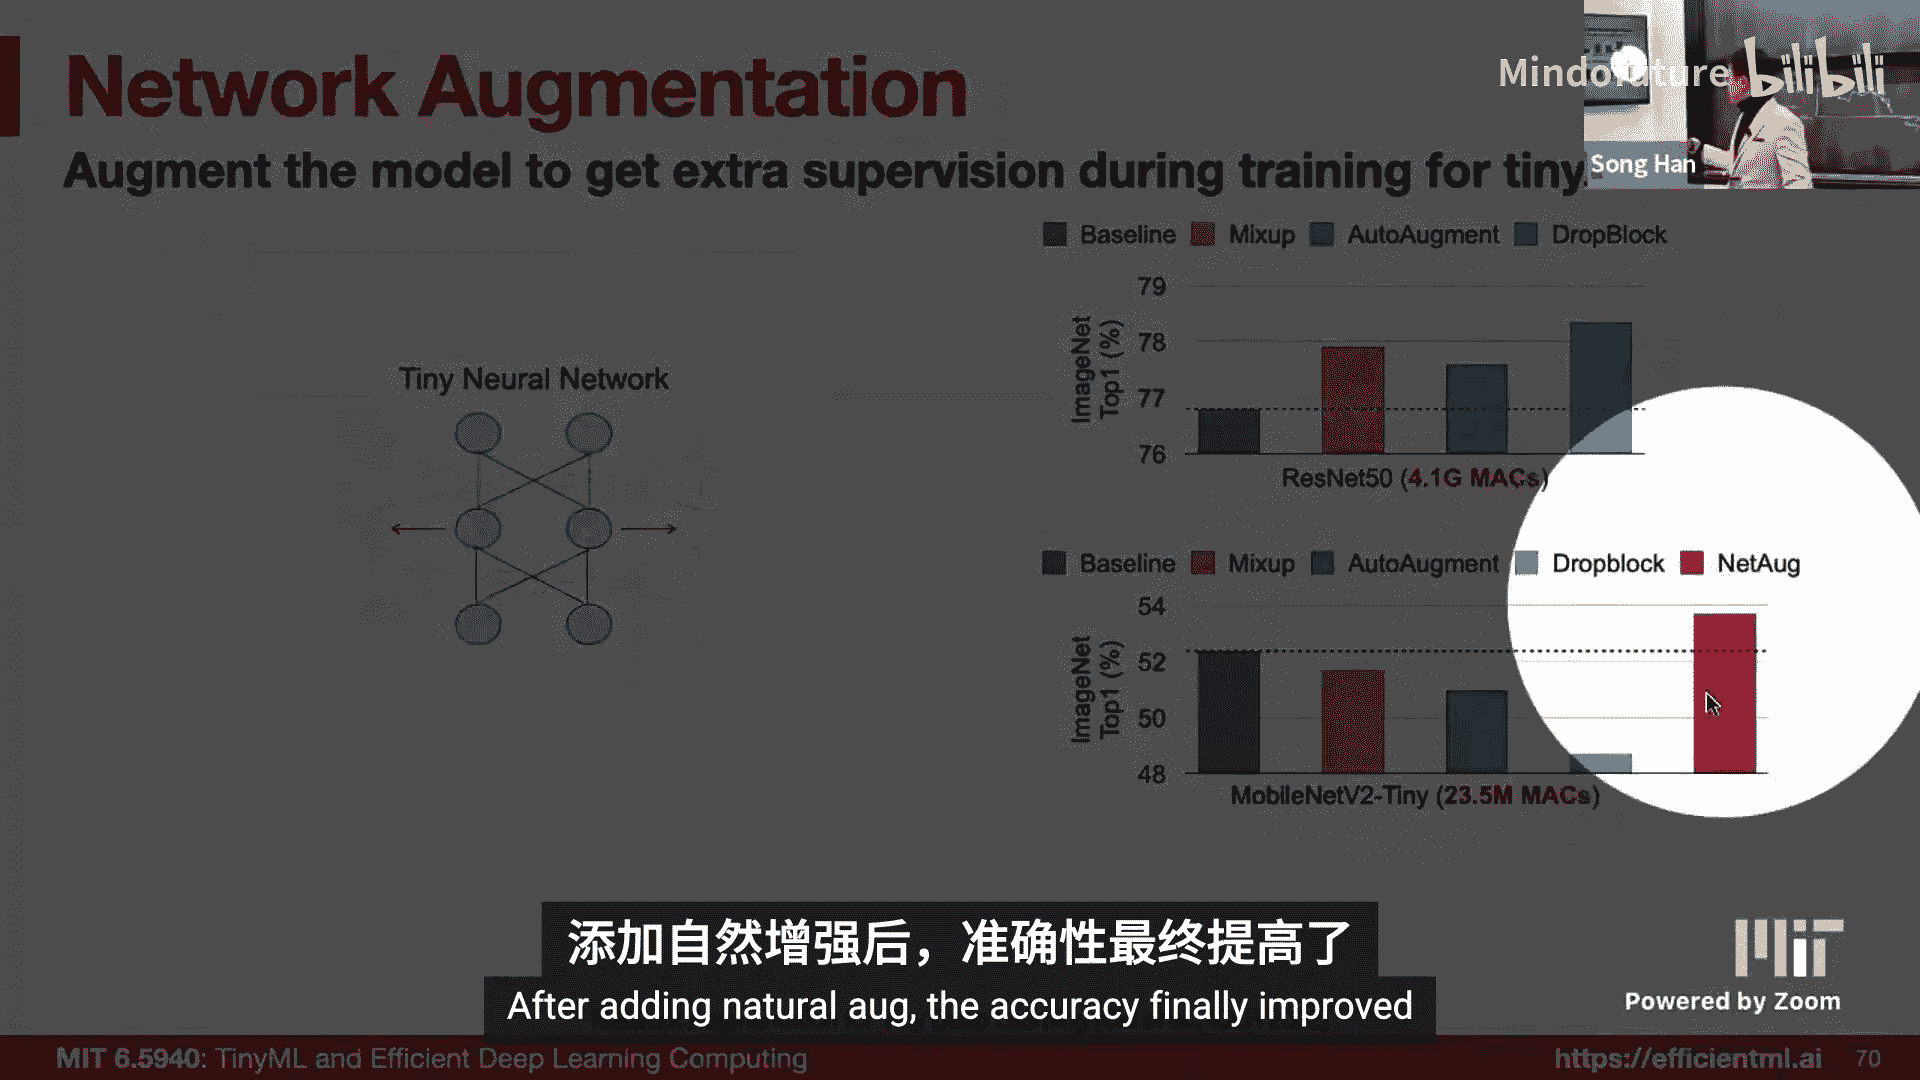 Network Augmentation
Mindofuture bilibili
Augment the model to get extra supervision during training for tiny
Song Han
Baseline Mixup AutoAugment DropBlock
79
78
77
76
ImageNet
Top1 (%)
ResNet50 (4.1G MACs)
Tiny Neural Network
Baseline Mixup AutoAugment Dropblock NetAug
54
52
50
48
ImageNet
Top1 (%)
MobileNetV2-Tiny (23.5M MACs)
添加自然增强后，准确性最终提高了
After adding natural aug, the accuracy finally improved
MIT
Powered by Zoom
MIT 6.5940: TinyML and Efficient Deep Learning Computing
https://efficientml.ai 70